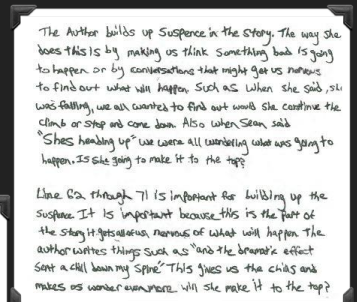 The Author builds up Suspence in the Story. The way she
does this is by making us think Something bad is going
to happen or by conversations that might get us nervous
to find out what will happen. Such as when she said, she
was falling, we all wanted to find out would she continue the
climb or stop and come down. Also when Sean said
"Shes heading up" we were all wondering what was going to
happen. Is she going to make it to the top?
Line 62 through 71 is important for building up the
suspense. It is important because this is the part of
the story it gets all of us nervous of what will happen. The
author writes things such as "and the dramatic effect
Sent a chill down my Spine" This gives us the chills and
makes us wonder even more will she make it to the top?